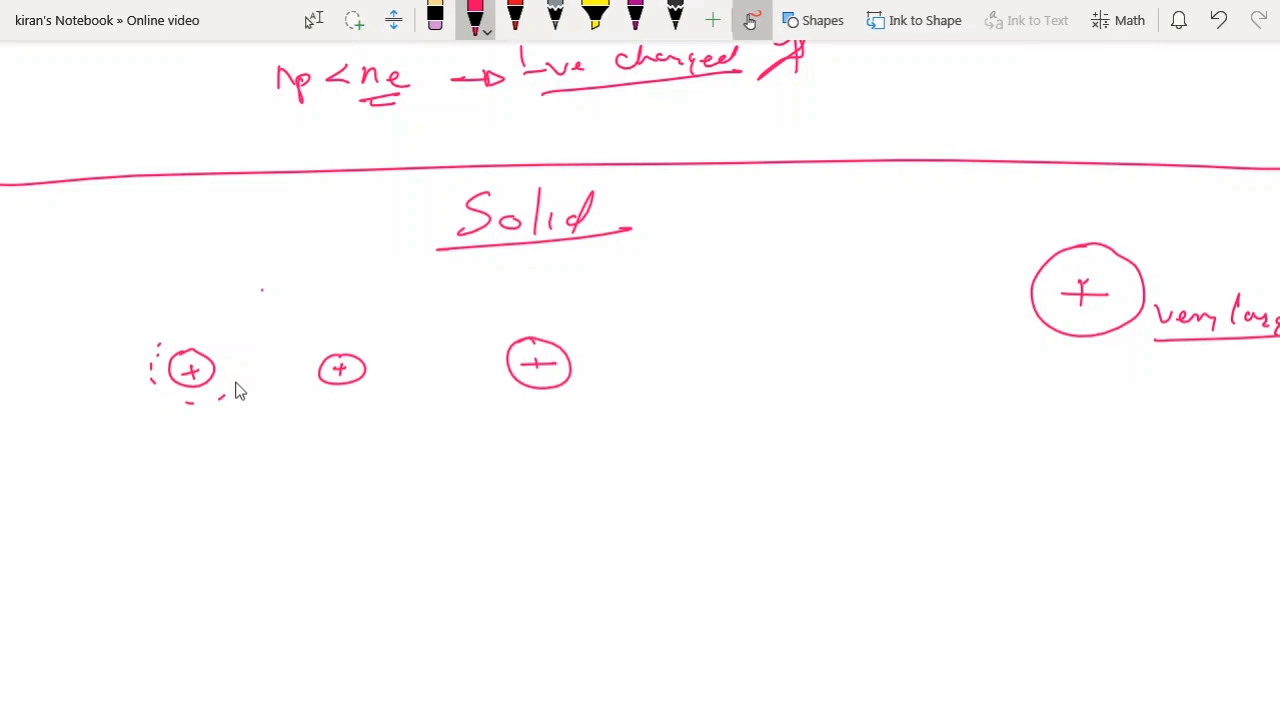 kiran's Notebook » Online video
Shapes
Ink to Shape
Ink to Text
Math
np < ne → -ve charged
Solid
+
very larg
+ + +